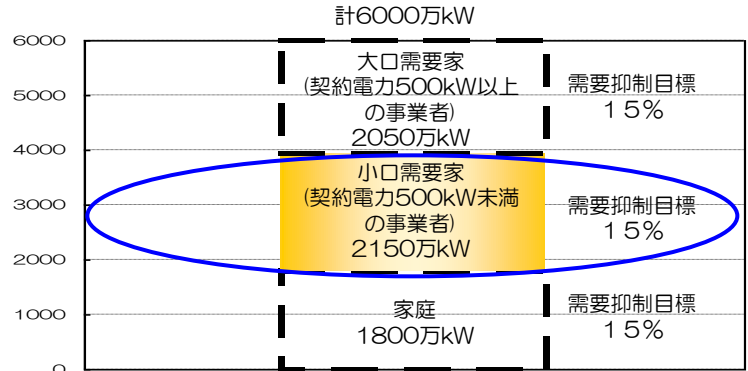 計6000万kW
6000
5000
4000
3000
2000
1000
0
大口需要家
(契約電力500kW以上
の事業者)
2050万kW
需要抑制目標
15%
小口需要家
(契約電力500kW未満
の事業者)
2150万kW
需要抑制目標
15%
家庭
1800万kW
需要抑制目標
15%